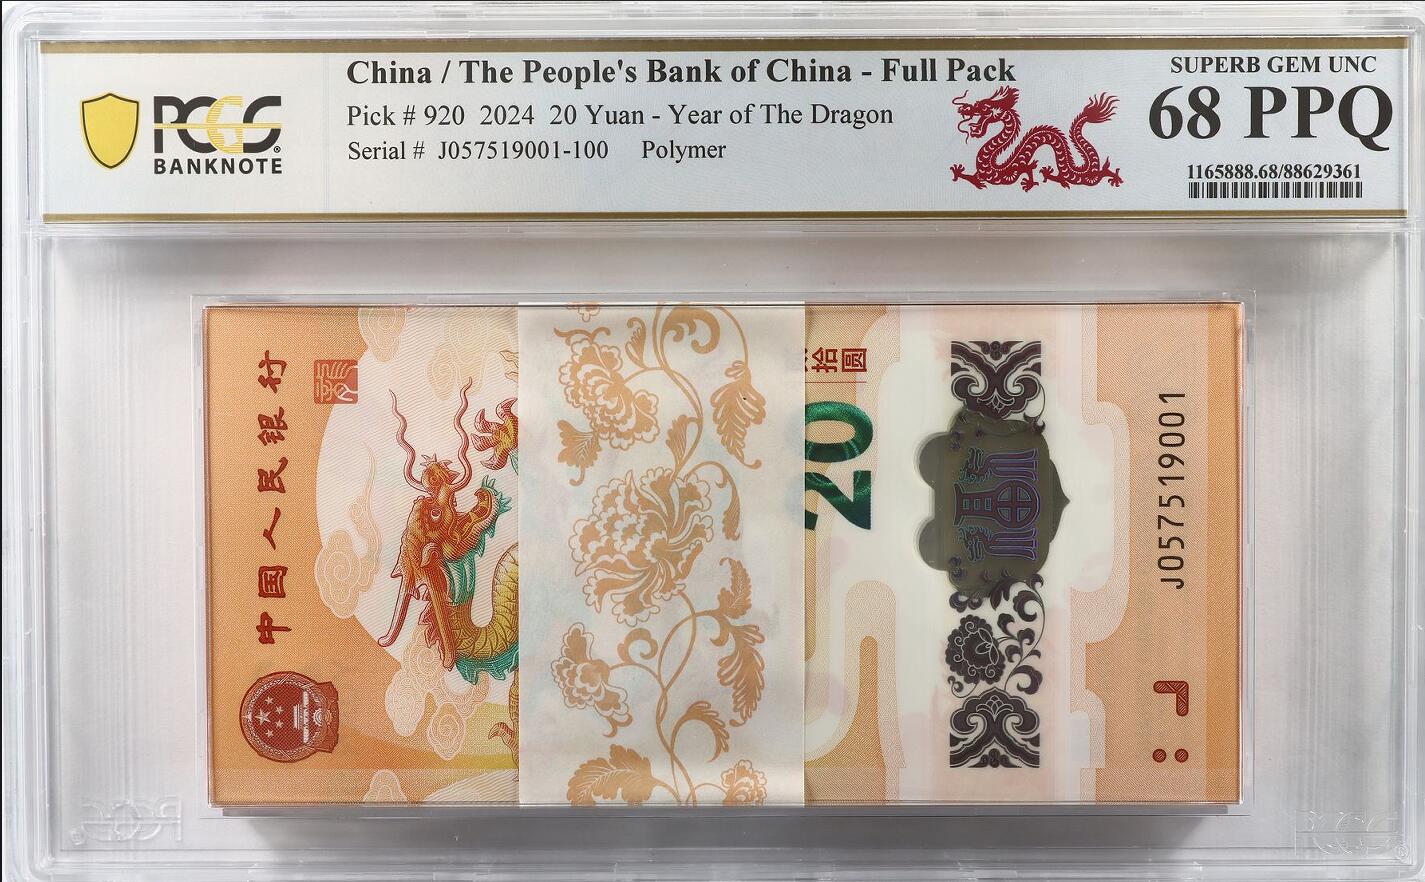 PCGS
BANKNOTE
China / The People's Bank of China - Full Pack
Pick # 920 2024 20 Yuan - Year of The Dragon
Serial # J057519001-100 Polymer
SUPERB GEM UNC
68 PPQ
1165888.68/88629361
中国人民银行
拾圆
20
J057519001
PCGS